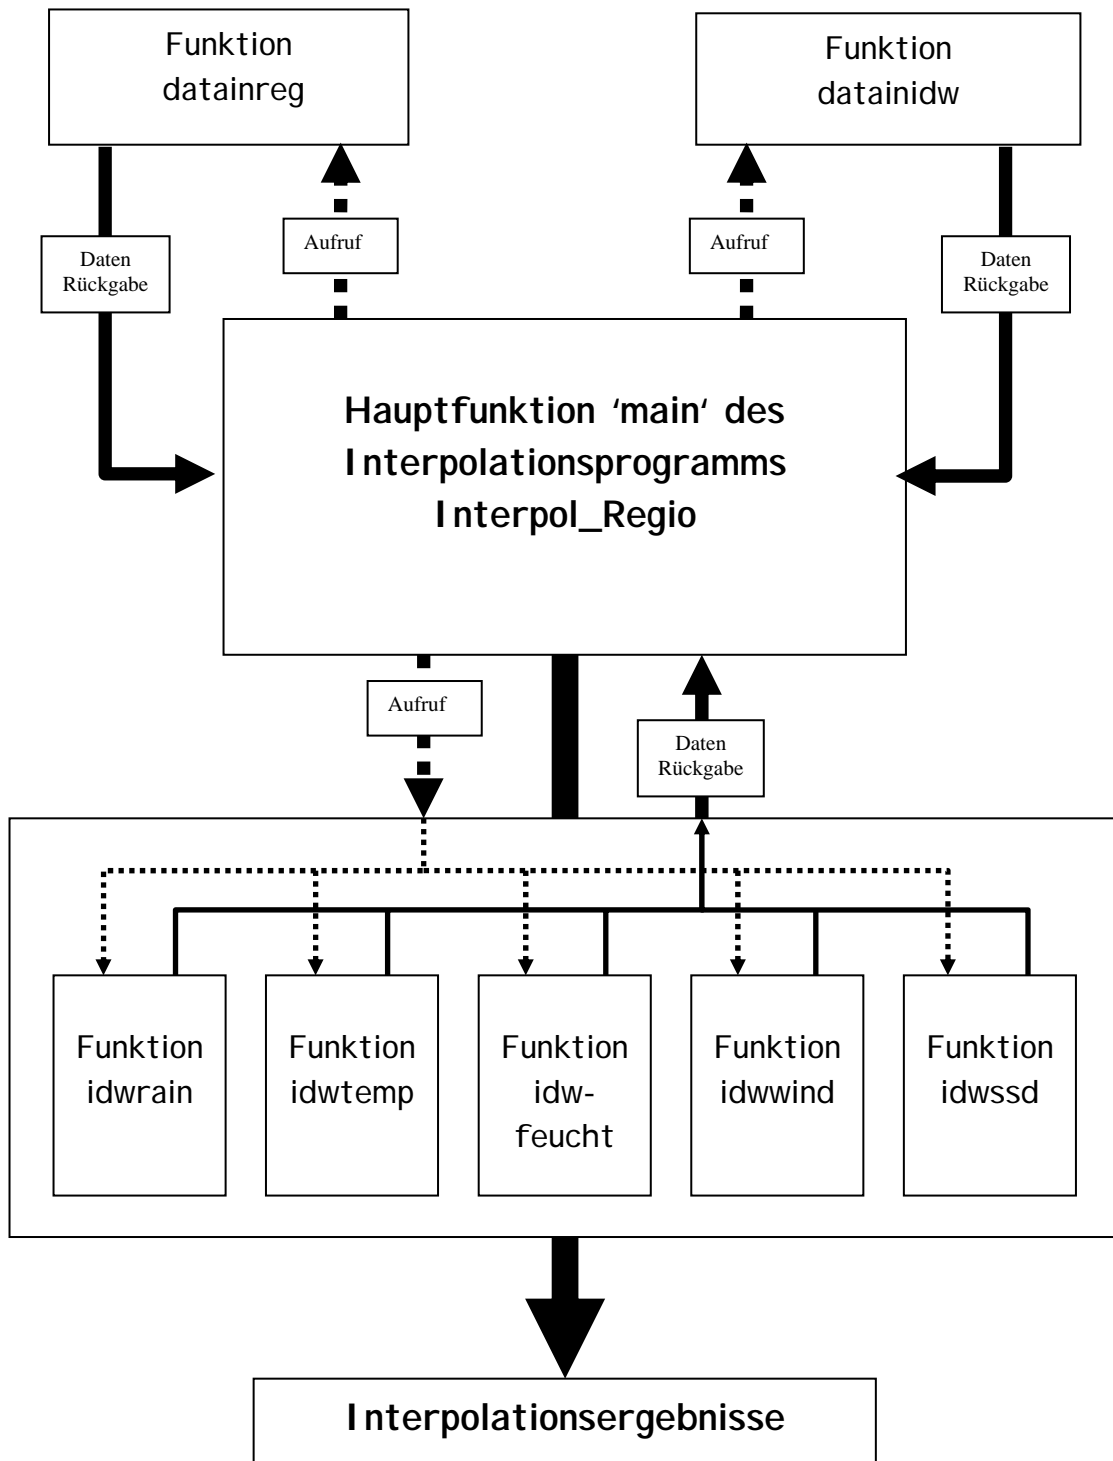 Funktion
datainreg
Funktion
datainidw
Aufruf
Aufruf
Daten
Rückgabe
Daten
Rückgabe
Hauptfunktion ‘main‘ des
Interpolationsprogramms
Interpol_Regio
Aufruf
Daten
Rückgabe
Funktion
idwrain
Funktion
idwtemp
Funktion
idw-
feucht
Funktion
idwwind
Funktion
idwssd
Interpolationsergebnisse